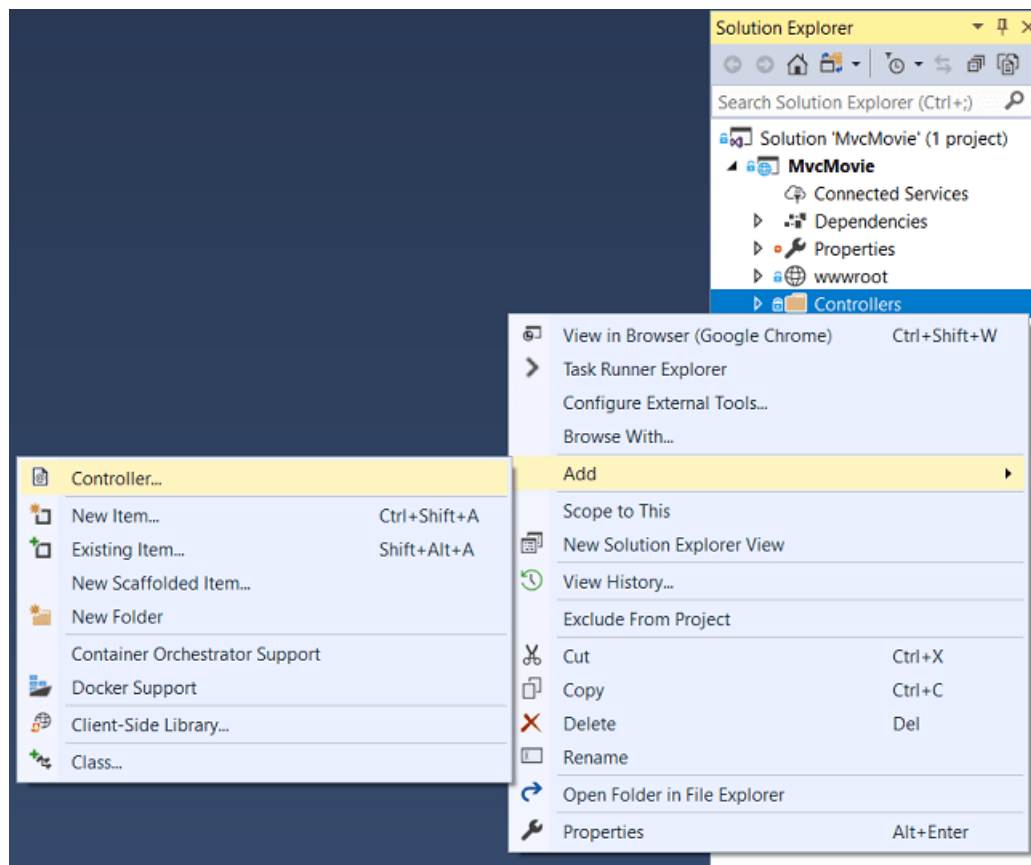 Solution Explorer
Search Solution Explorer (Ctrl+;)
Solution 'MvcMovie' (1 project)
MvcMovie
Connected Services
Dependencies
Properties
wwwroot
Controllers
View in Browser (Google Chrome) Ctrl+Shift+W
Task Runner Explorer
Configure External Tools...
Browse With...
Add
Scope to This
New Solution Explorer View
View History...
Exclude From Project
Cut Ctrl+X
Copy Ctrl+C
Delete Del
Rename
Open Folder in File Explorer
Properties Alt+Enter
Controller...
New Item... Ctrl+Shift+A
Existing Item... Shift+Alt+A
New Scaffolded Item...
New Folder
Container Orchestrator Support
Docker Support
Client-Side Library...
Class...